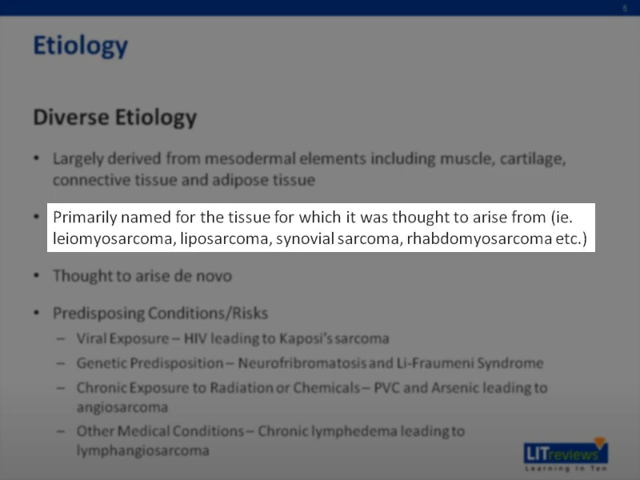 6
Etiology
Diverse Etiology
• Largely derived from mesodermal elements including muscle, cartilage,
connective tissue and adipose tissue
• Primarily named for the tissue for which it was thought to arise from (ie.
leiomyosarcoma, liposarcoma, synovial sarcoma, rhabdomyosarcoma etc.)
• Thought to arise de novo
• Predisposing Conditions/Risks
– Viral Exposure – HIV leading to Kaposi's sarcoma
– Genetic Predisposition – Neurofribromatosis and Li-Fraumeni Syndrome
– Chronic Exposure to Radiation or Chemicals – PVC and Arsenic leading to
angiosarcoma
– Other Medical Conditions – Chronic lymphedema leading to
lymphangiosarcoma
LITreviews
Learning In Ten